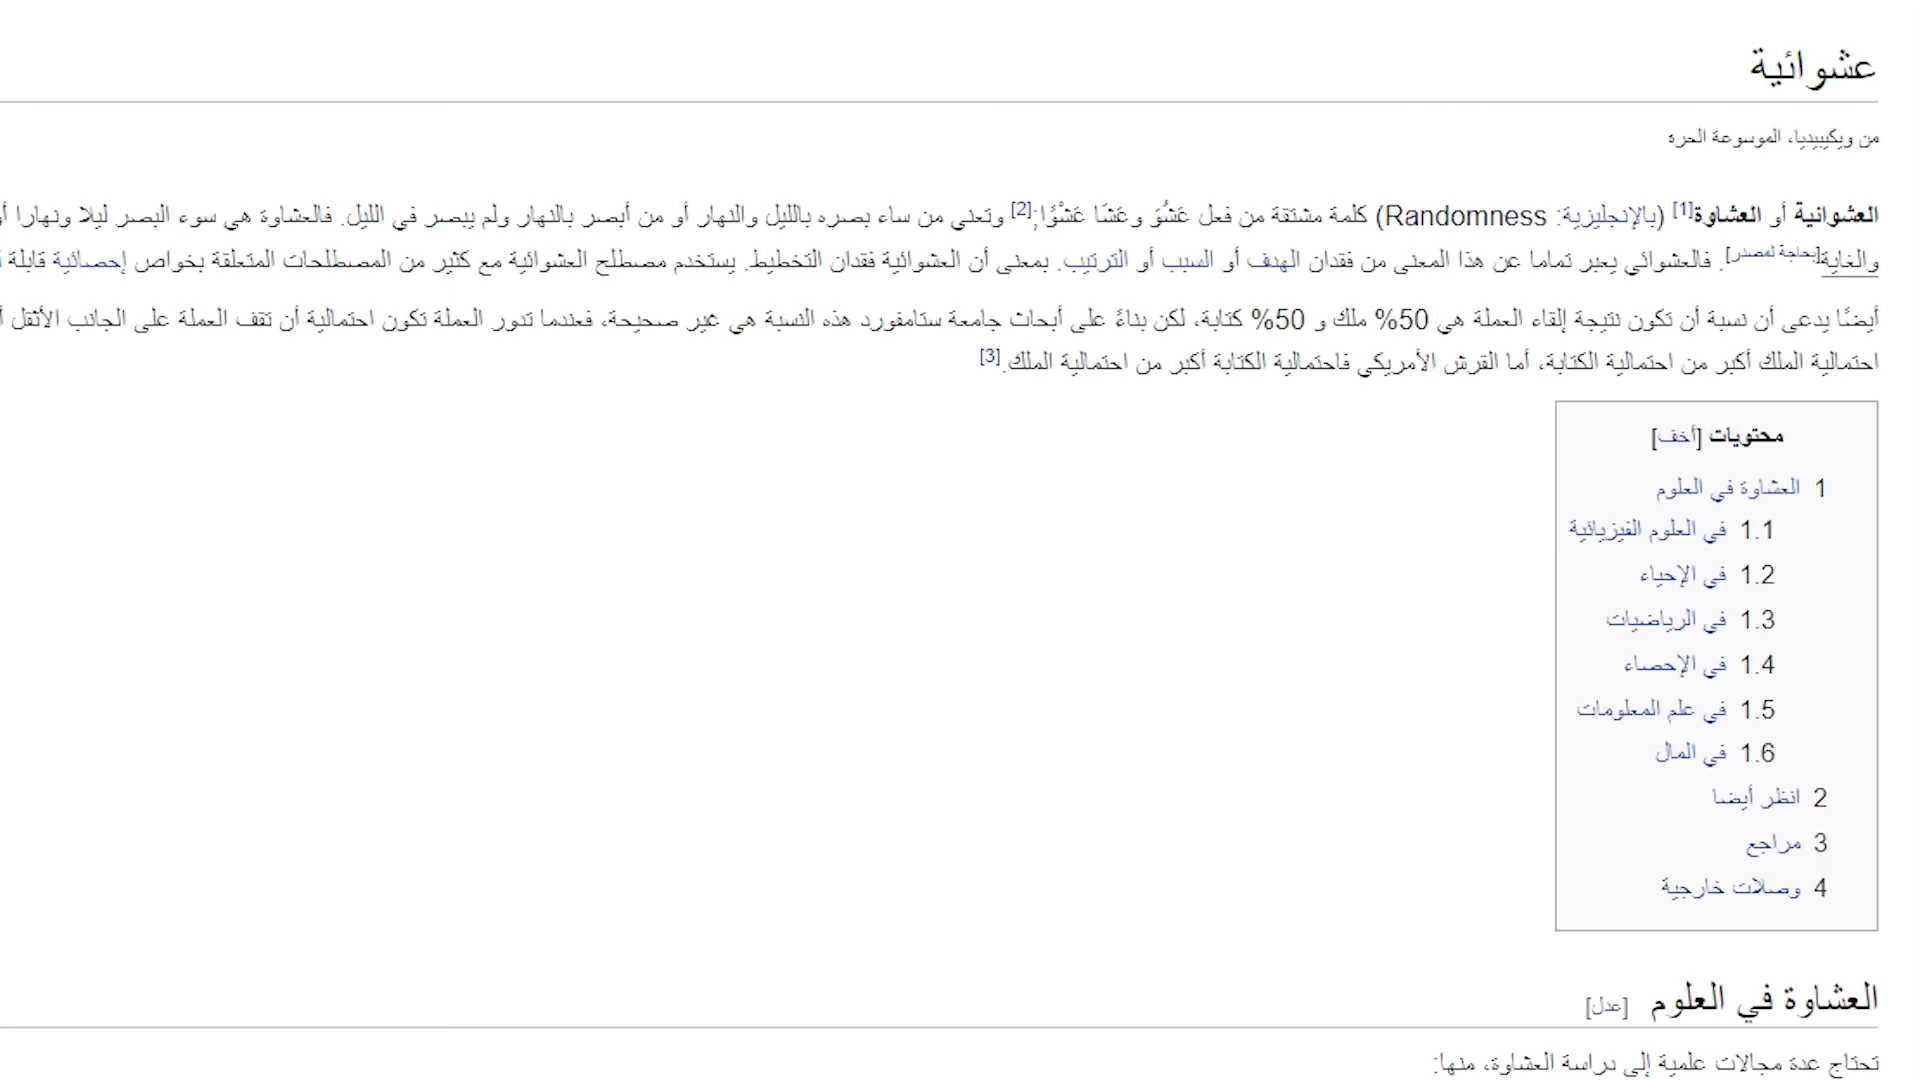 عشوائية
من ويكيبيديا، الموسوعة الحرة
العشوائية أو العشاوة[1] (بالإنجليزية: Randomness) كلمة مشتقة من فعل عَشُوَ وعَشَا عَشْوًا;[2] وتعني من ساء بصره بالليل والنهار أو من أبصر بالنهار ولم يبصر في الليل. فالعشاوة هي سوء البصر ليلا ونهارا
والغاية[بحاجة لمصدر]. فالعشوائي يعبر تماما عن هذا المعنى من فقدان الهدف أو السبب أو الترتيب. بمعنى أن العشوائية فقدان التخطيط. يستخدم مصطلح العشوائية مع كثير من المصطلحات المتعلقة بخواص إحصائية قابلة
أيضًا يدعى أن نسبة أن تكون نتيجة إلقاء العملة هي 50% ملك و 50% كتابة، لكن بناءً على أبحاث جامعة ستامفورد هذه النسبة هي غير صحيحة، فعندما تدور العملة تكون احتمالية أن تقف العملة على الجانب الأثقل
احتمالية الملك أكبر من احتمالية الكتابة، أما القرش الأمريكي فاحتمالية الكتابة أكبر من احتمالية الملك.[3]
محتويات [أخف]
1 العشاوة في العلوم
1.1 في العلوم الفيزيائية
1.2 في الإحياء
1.3 في الرياضيات
1.4 في الإحصاء
1.5 في علم المعلومات
1.6 في المال
2 انظر أيضا
3 مراجع
4 وصلات خارجية
العشاوة في العلوم [عدل]
تحتاج عدة مجالات علمية إلى دراسة العشاوة، منها: